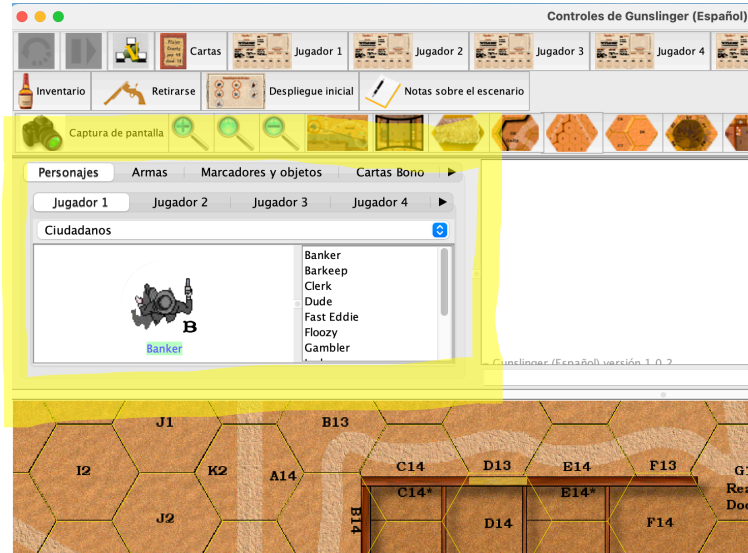 Controles de Gunslinger (Español)
Cartas
Jugador 1
Jugador 2
Jugador 3
Jugador 4
Inventario
Retirarse
Despliegue inicial
Notas sobre el escenario
Captura de pantalla
Personajes
Armas
Marcadores y objetos
Cartas Bono
Jugador 1
Jugador 2
Jugador 3
Jugador 4
Ciudadanos
B
Banker
Banker
Barkeep
Clerk
Dude
Fast Eddie
Floozy
Gambler
- Gunslinger (Español) versión 1.0.2
J1
B13
I2
K2
A14
C14
D13
E14
F13
C14*
E14*
J2
B14
D14
F14